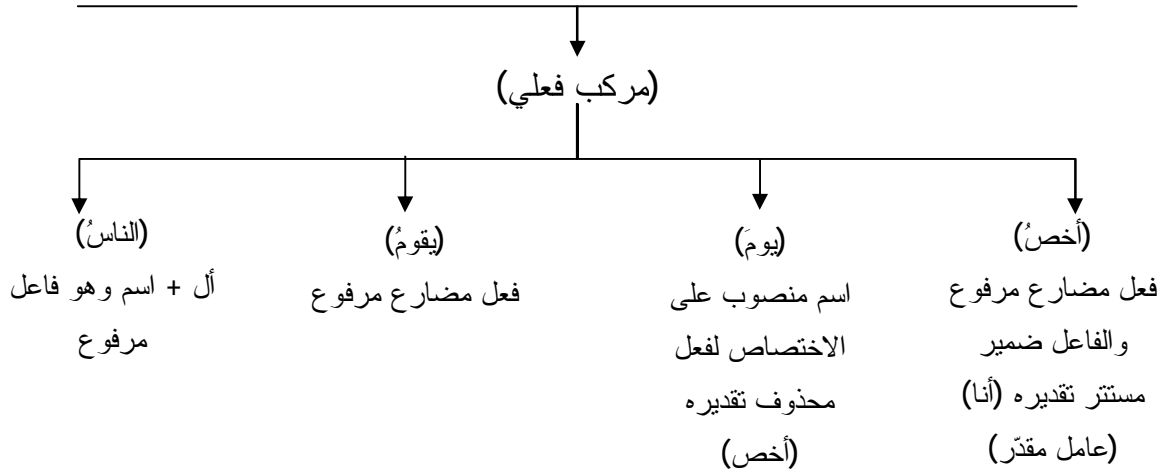 (مركب فعلي)
(أخصُ)
فعل مضارع مرفوع
والفاعل ضمير
مستتر تقديره (أنا)
(عامل مقدّر)
(يومَ)
اسم منصوب على
الاختصاص لفعل
محذوف تقديره
(أخص)
(يقومُ)
فعل مضارع مرفوع
(الناسُ)
أل + اسم وهو فاعل
مرفوع